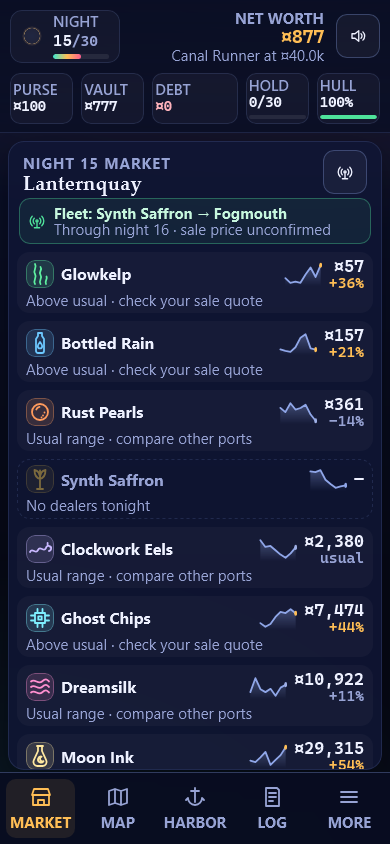 NIGHT
15/30
NET WORTH
¤877
Canal Runner at ¤40.0k
PURSE
¤100
VAULT
¤777
DEBT
¤0
HOLD
0/30
HULL
100%
NIGHT 15 MARKET
Lanternquay
Fleet: Synth Saffron → Fogmouth
Through night 16 · sale price unconfirmed
Glowkelp
¤57
+36%
Above usual · check your sale quote
Bottled Rain
¤157
+21%
Above usual · check your sale quote
Rust Pearls
¤361
−14%
Usual range · compare other ports
Synth Saffron
—
No dealers tonight
Clockwork Eels
¤2,380
usual
Usual range · compare other ports
Ghost Chips
¤7,474
+44%
Above usual · check your sale quote
Dreamsilk
¤10,922
+11%
Usual range · compare other ports
Moon Ink
¤29,315
+54%
MARKET
MAP
HARBOR
LOG
MORE